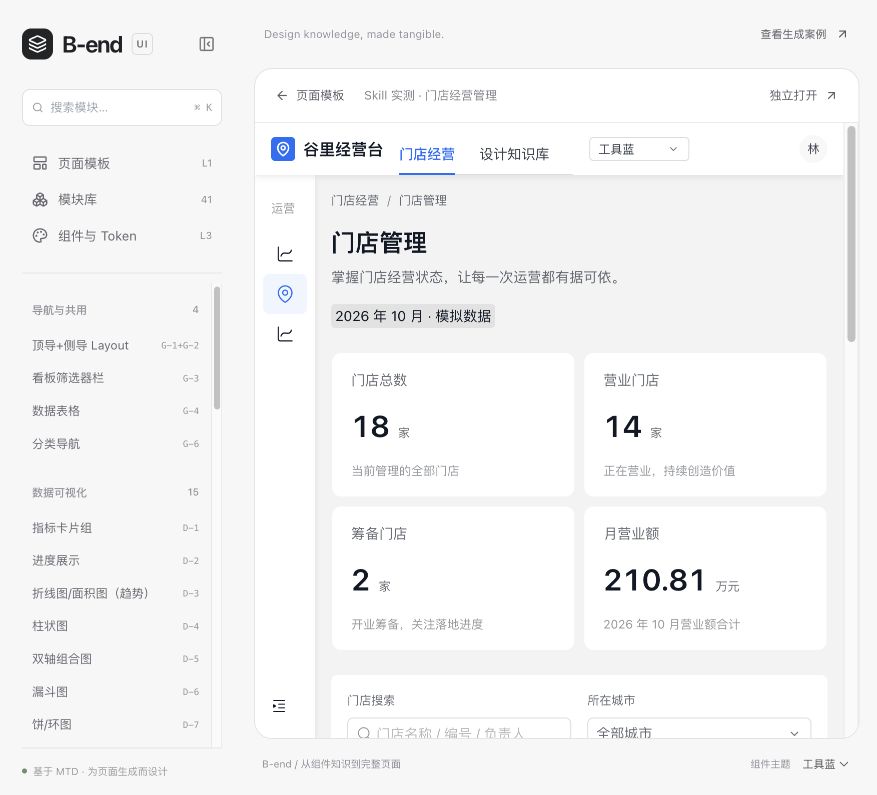 B-end UI
搜索模块... ⌘ K
页面模板 L1
模块库 41
组件与 Token L3
导航与共用 4
顶导+侧导 Layout G-1+G-2
看板筛选器栏 G-3
数据表格 G-4
分类导航 G-6
数据可视化 15
指标卡片组 D-1
进度展示 D-2
折线图/面积图（趋势） D-3
柱状图 D-4
双轴组合图 D-5
漏斗图 D-6
饼/环图 D-7
基于 MTD · 为页面生成而设计
Design knowledge, made tangible. 查看生成案例
页面模板 Skill 实测 · 门店经营管理 独立打开
谷里经营台 门店经营 设计知识库 工具蓝 林
运营
门店经营 / 门店管理
门店管理
掌握门店经营状态，让每一次运营都有据可依。
2026 年 10 月 · 模拟数据
门店总数
18 家
当前管理的全部门店
营业门店
14 家
正在营业，持续创造价值
筹备门店
2 家
开业筹备，关注落地进度
月营业额
210.81 万元
2026 年 10 月营业额合计
门店搜索
门店名称 / 编号 / 负责人
所在城市
全部城市
B-end / 从组件知识到完整页面 组件主题 工具蓝